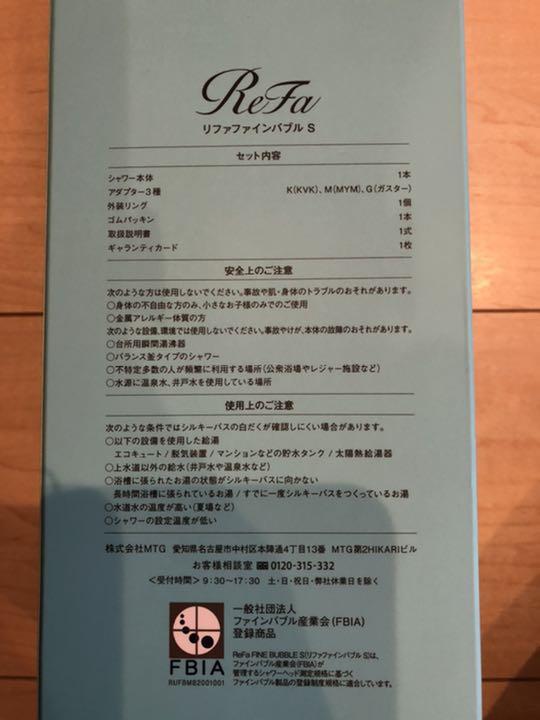 ReFa
リファファインバブル S
セット内容
シャワー本体 1本
アダプター3種 K(KVK)、M(MYM)、G(ガスター)
外装リング 1個
ゴムパッキン 1本
取扱説明書 1式
ギャランティカード 1枚
安全上のご注意
次のような方は使用しないでください。事故や肌・身体のトラブルのおそれがあります。
○身体の不自由な方のみ、小さなお子様のみでのご使用
○金属アレルギー体質の方
次のような設備、環境では使用しないでください。事故やけが、本体の故障のおそれがあります。
○台所用瞬間湯沸器
○バランス釜タイプのシャワー
○不特定多数の人が頻繁に利用する場所(公衆浴場やレジャー施設など)
○水源に温泉水、井戸水を使用している場所
使用上のご注意
次のような条件ではシルキーバスの白だくが確認しにくい場合があります。
○以下の設備を使用した給湯
エコキュート / 脱気装置 / マンションなどの貯水タンク / 太陽熱給湯器
○上水道以外の給水(井戸水や温泉水など)
○浴槽に張られたお湯の状態がシルキーバスに向かない
長時間浴槽に張られているお湯 / すでに一度シルキーバスをつくっているお湯
○水道水の温度が高い(夏場など)
○シャワーの設定温度が低い
株式会社MTG 愛知県名古屋市中村区本陣通4丁目13番 MTG第2HIKARIビル
お客様相談室 0120-315-332
<受付時間> 9:30~17:30 土・日・祝日・弊社休業日を除く
一般社団法人
ファインバブル産業会(FBIA)
登録商品
FBIA
RUFBM82001001
ReFa FINE BUBBLE S(リファファインバブル S)は、
ファインバブル産業会(FBIA)が
管理するシャワーヘッド測定規格に基づく
ファインバブル製品の登録制度規格に適合しています。